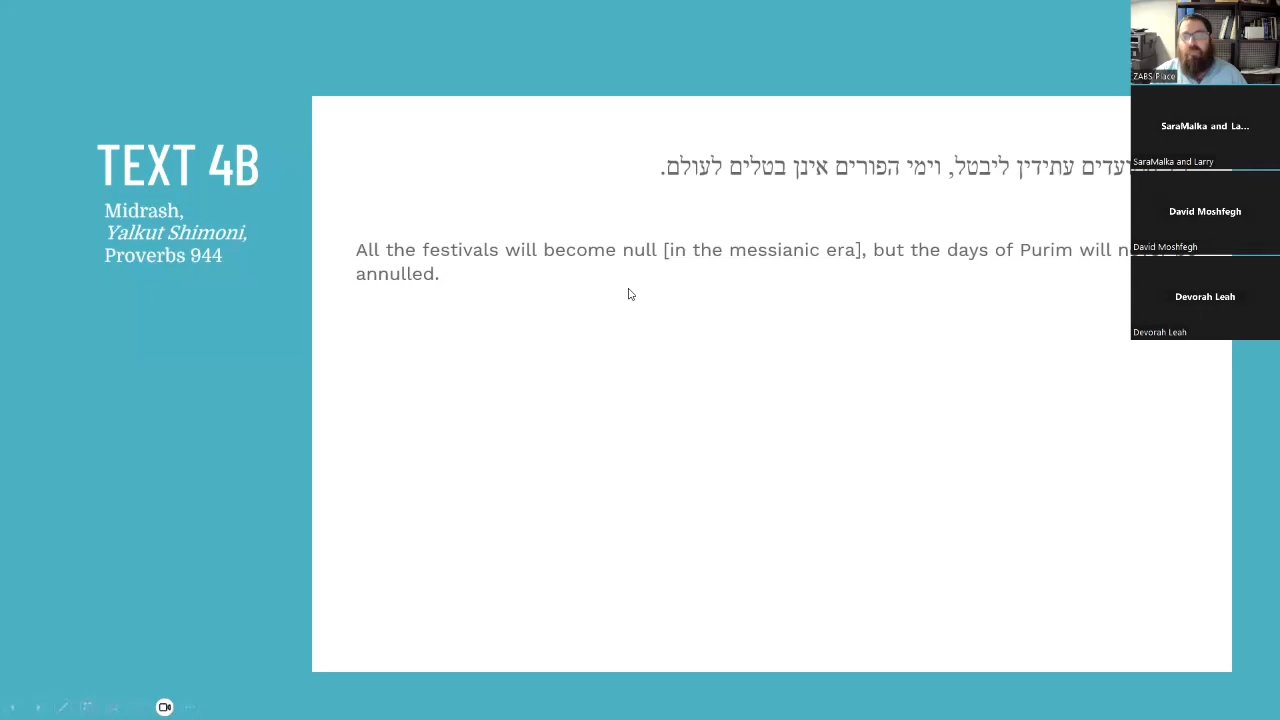 TEXT 4B
Midrash,
Yalkut Shimoni,
Proverbs 944
עתידין ליבטל, וימי הפורים אינן בטלים לעולם.
All the festivals will become null [in the messianic era], but the days of Purim will
annulled.
ZABS Place
SaraMalka and La...
SaraMalka and Larry
David Moshfegh
David Moshfegh
Devorah Leah
Devorah Leah